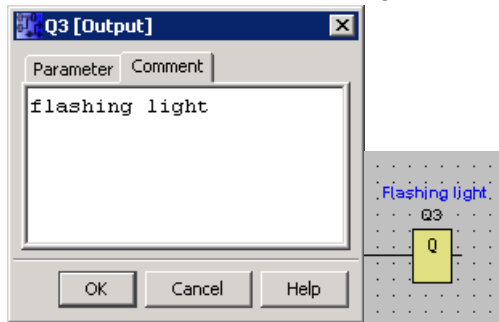 Q3 [Output]
Parameter Comment
flashing light
OK Cancel Help
Flashing light
Q3
Q